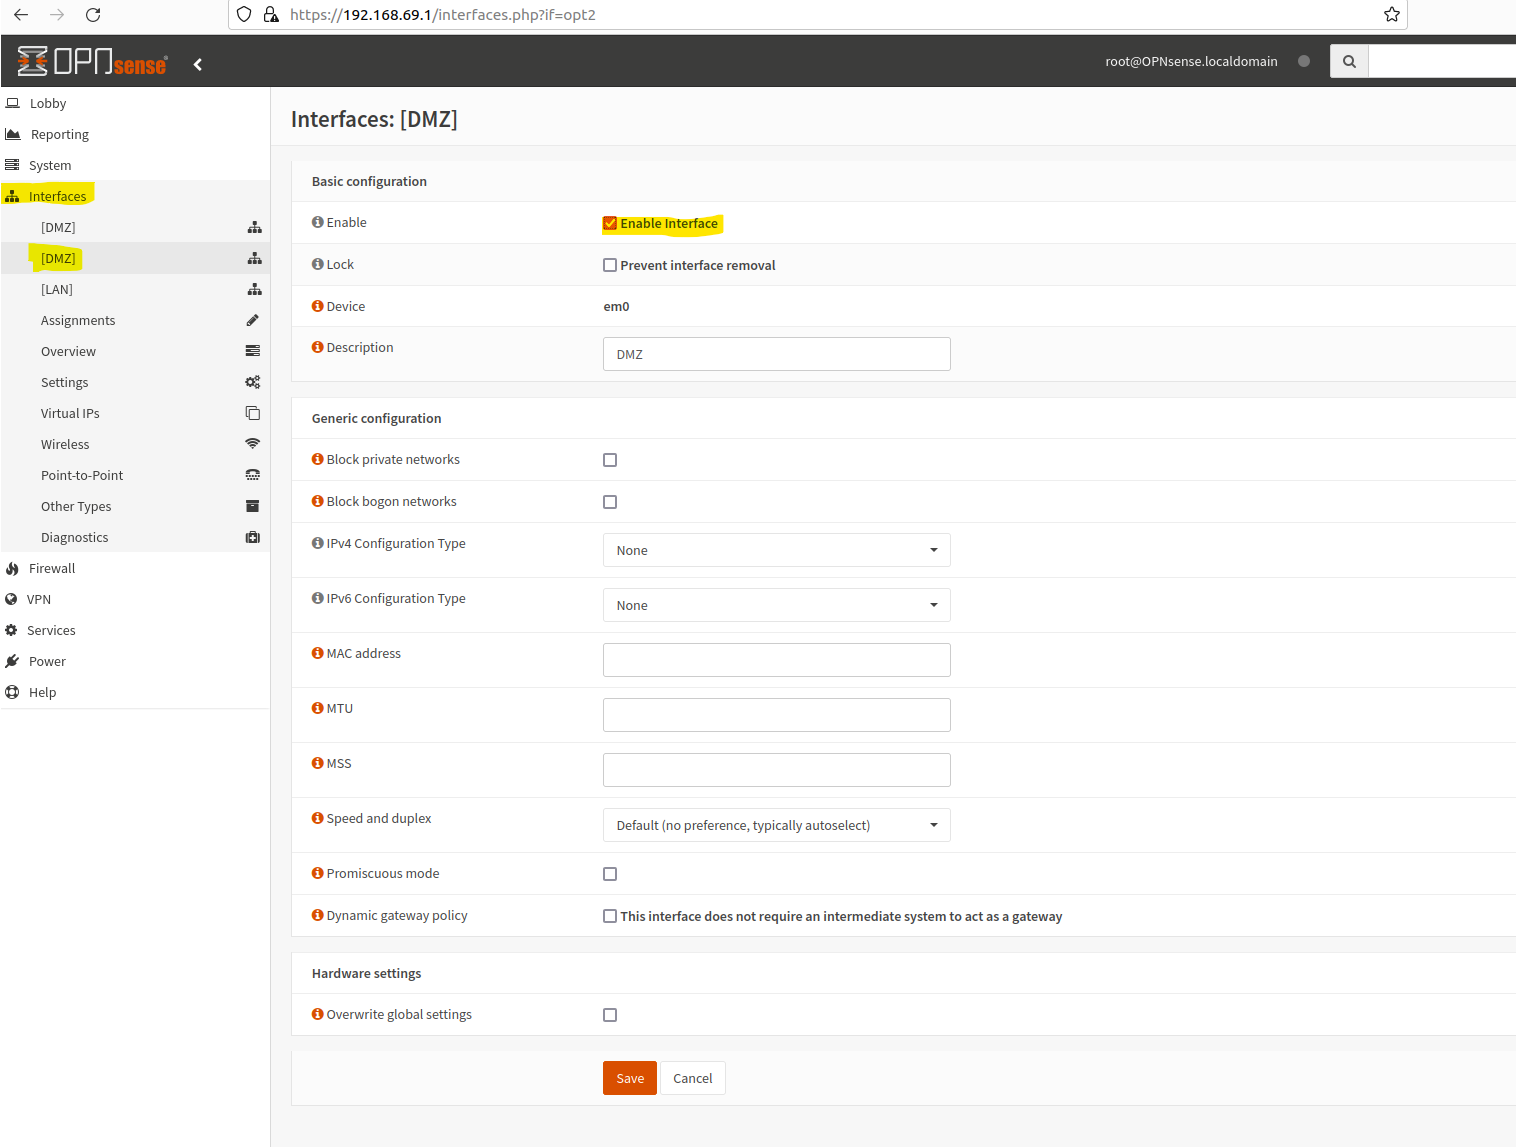 https://192.168.69.1/interfaces.php?if=opt2
OPNsense
root@OPNsense.localdomain
Lobby
Reporting
System
Interfaces
[DMZ]
[DMZ]
[LAN]
Assignments
Overview
Settings
Virtual IPs
Wireless
Point-to-Point
Other Types
Diagnostics
Firewall
VPN
Services
Power
Help
Interfaces: [DMZ]
Basic configuration
Enable Enable Interface
Lock Prevent interface removal
Device em0
Description DMZ
Generic configuration
Block private networks
Block bogon networks
IPv4 Configuration Type None
IPv6 Configuration Type None
MAC address
MTU
MSS
Speed and duplex Default (no preference, typically autoselect)
Promiscuous mode
Dynamic gateway policy This interface does not require an intermediate system to act as a gateway
Hardware settings
Overwrite global settings
Save Cancel